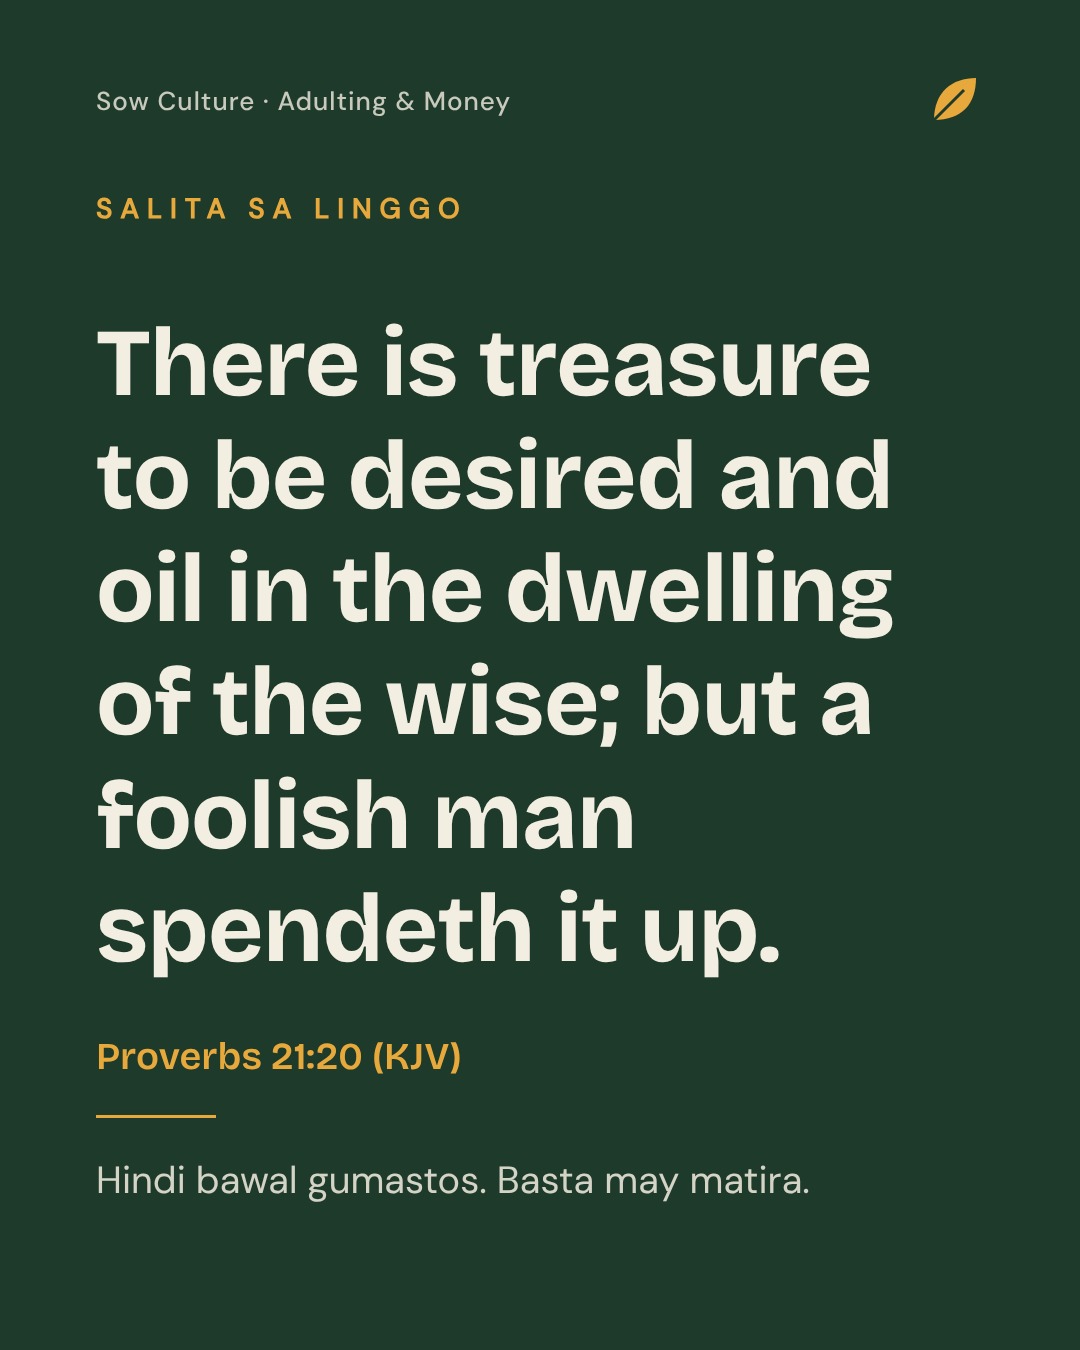 Sow Culture · Adulting & Money
SALITA SA LINGGO
There is treasure
to be desired and
oil in the dwelling
of the wise; but a
foolish man
spendeth it up.
Proverbs 21:20 (KJV)
Hindi bawal gumastos. Basta may matira.